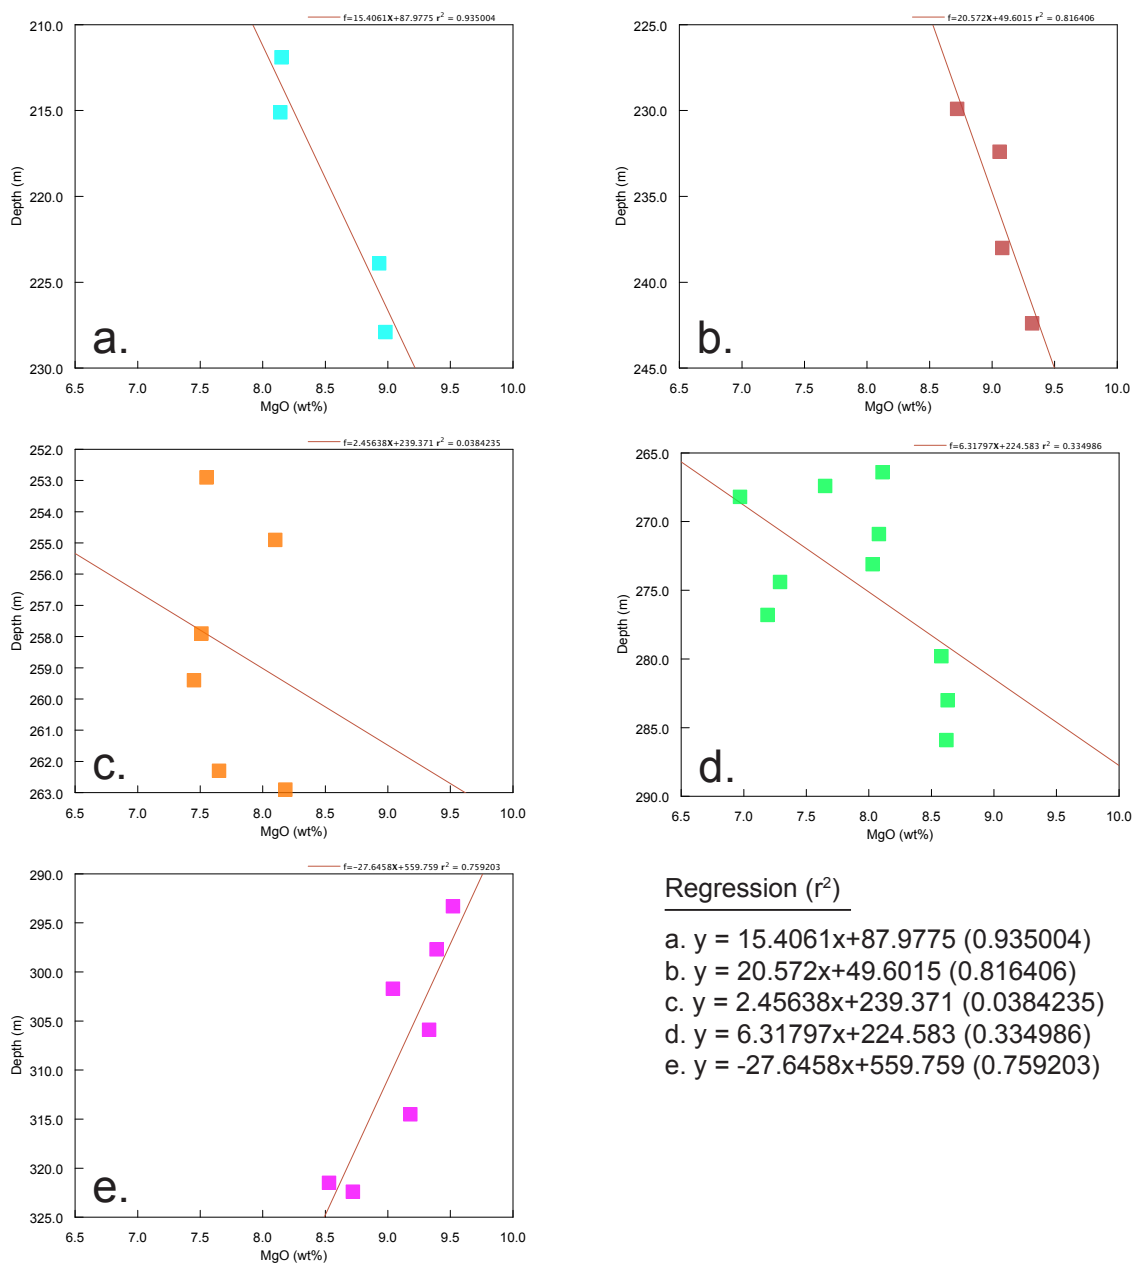 f=15.4061X+87.9775 r² = 0.935004
210.0
215.0
220.0
225.0
230.0
Depth (m)
a.
6.5 7.0 7.5 8.0 8.5 9.0 9.5 10.0
MgO (wt%)
f=20.572X+49.6015 r² = 0.816406
225.0
230.0
235.0
240.0
245.0
Depth (m)
b.
6.5 7.0 7.5 8.0 8.5 9.0 9.5 10.0
MgO (wt%)
f=2.45638X+239.371 r² = 0.0384235
252.0
253.0
254.0
255.0
256.0
257.0
258.0
259.0
260.0
261.0
262.0
263.0
Depth (m)
c.
6.5 7.0 7.5 8.0 8.5 9.0 9.5 10.0
MgO (wt%)
f=6.31797X+224.583 r² = 0.334986
265.0
270.0
275.0
280.0
285.0
290.0
Depth (m)
d.
6.5 7.0 7.5 8.0 8.5 9.0 9.5 10.0
MgO (wt%)
f=-27.6458X+559.759 r² = 0.759203
290.0
295.0
300.0
305.0
310.0
315.0
320.0
325.0
Depth (m)
e.
6.5 7.0 7.5 8.0 8.5 9.0 9.5 10.0
MgO (wt%)
Regression (r²)
a. y = 15.4061x+87.9775 (0.935004)
b. y = 20.572x+49.6015 (0.816406)
c. y = 2.45638x+239.371 (0.0384235)
d. y = 6.31797x+224.583 (0.334986)
e. y = -27.6458x+559.759 (0.759203)